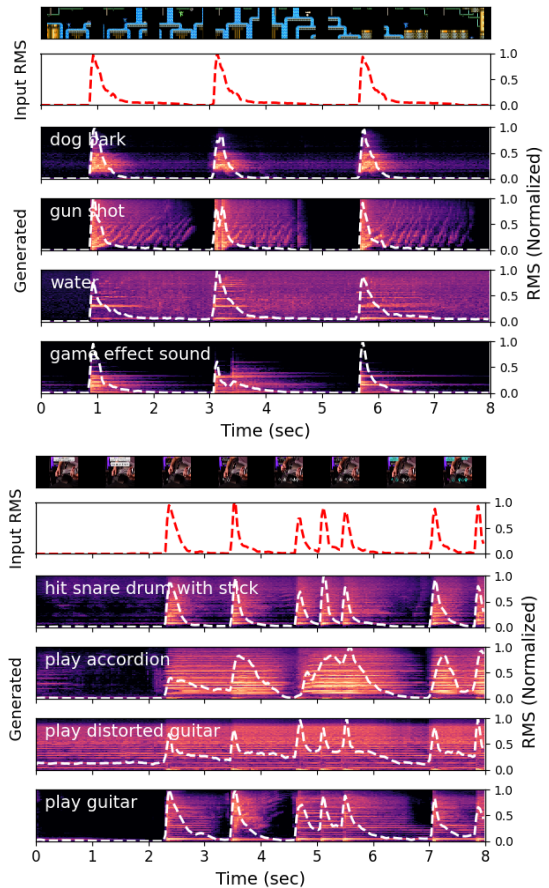 Input RMS
1.0
0.5
0.0
dog bark
1.0
0.5
0.0
gun shot
1.0
0.5
0.0
water
1.0
0.5
0.0
game effect sound
1.0
0.5
0.0
Generated
RMS (Normalized)
0 1 2 3 4 5 6 7 8
Time (sec)
Input RMS
1.0
0.5
0.0
hit snare drum with stick
1.0
0.5
0.0
play accordion
1.0
0.5
0.0
play distorted guitar
1.0
0.5
0.0
play guitar
1.0
0.5
0.0
Generated
RMS (Normalized)
0 1 2 3 4 5 6 7 8
Time (sec)